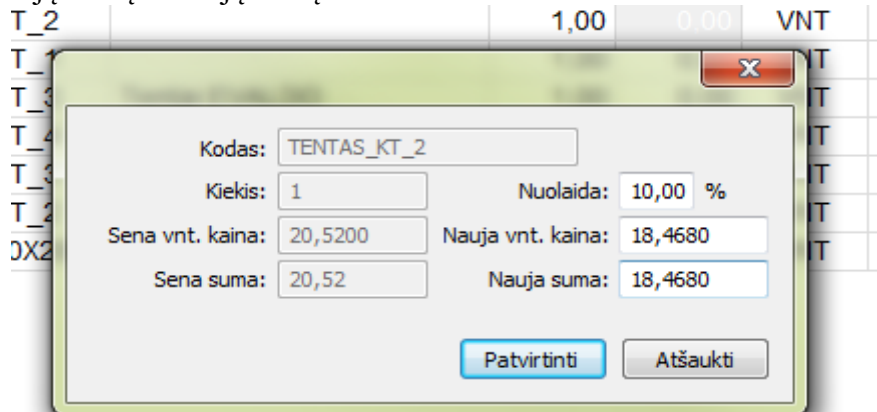 T_2 1,00 0.00 VNT
Kodas: TENTAS_KT_2
Kiekis: 1 Nuolaida: 10,00 %
Sena vnt. kaina: 20,5200 Nauja vnt. kaina: 18,4680
Sena suma: 20,52 Nauja suma: 18,4680
Patvirtinti Atšaukti